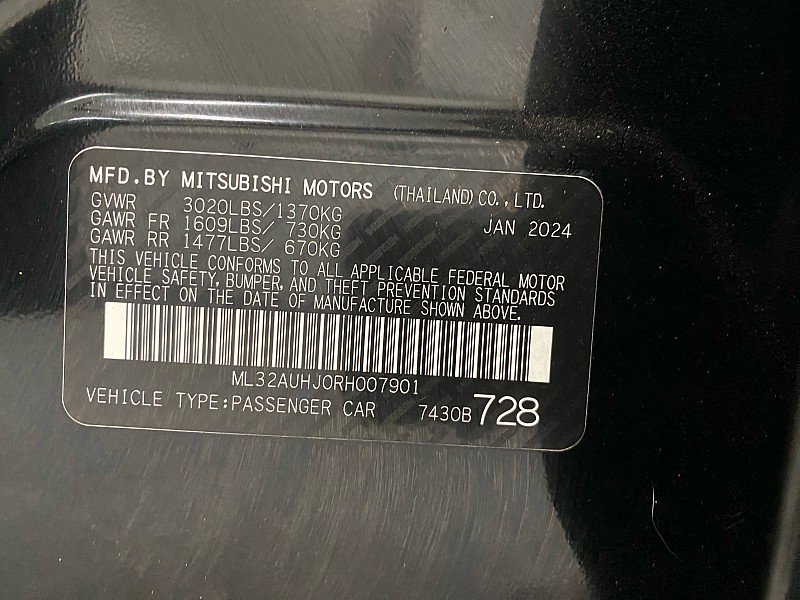 MFD.BY MITSUBISHI MOTORS (THAILAND)CO.,LTD.
GVWR 3020LBS/1370KG JAN 2024
GAWR FR 1609LBS/ 730KG
GAWR RR 1477LBS/ 670KG
THIS VEHICLE CONFORMS TO ALL APPLICABLE FEDERAL MOTOR
VEHICLE SAFETY, BUMPER, AND THEFT PREVENTION STANDARDS
IN EFFECT ON THE DATE OF MANUFACTURE SHOWN ABOVE.
ML32AUHJ0RH007901
VEHICLE TYPE:PASSENGER CAR 7430B 728